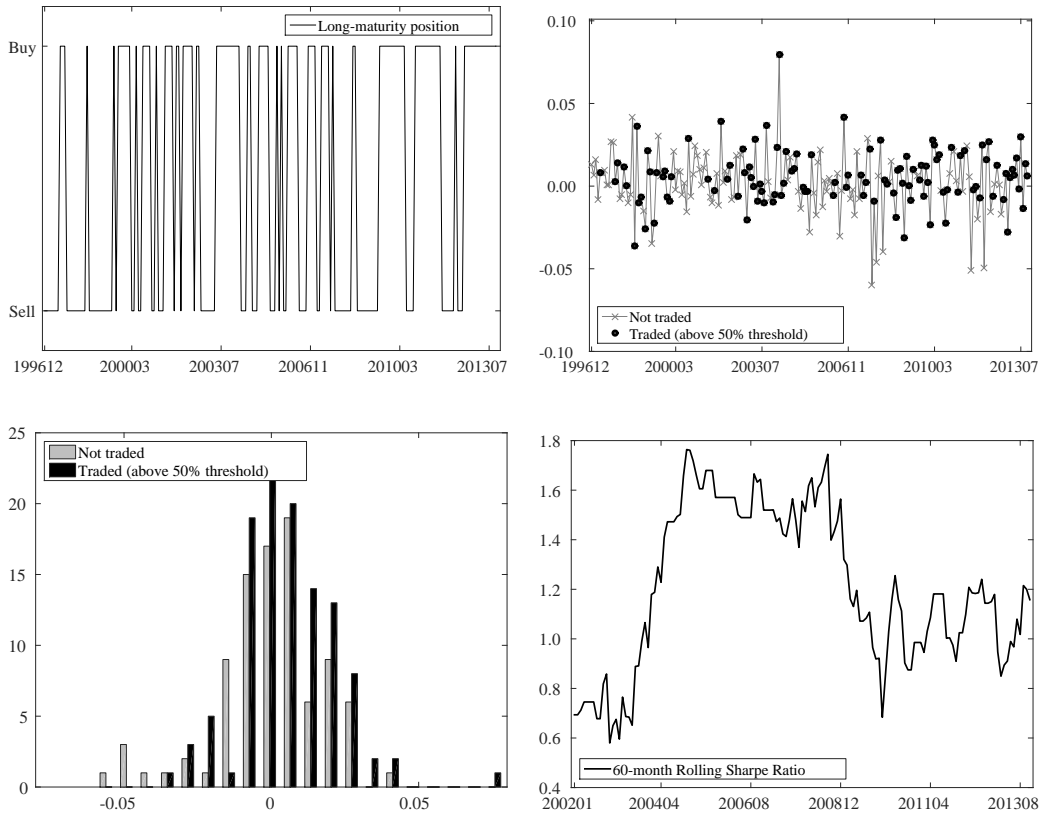 Long-maturity position
Buy
Sell
199612 200003 200307 200611 201003 201307
0.10
0.05
0.00
-0.05
-0.10
Not traded
Traded (above 50% threshold)
199612 200003 200307 200611 201003 201307
25
20
15
10
5
0
Not traded
Traded (above 50% threshold)
-0.05 0 0.05
1.8
1.6
1.4
1.2
1.0
0.8
0.6
0.4
60-month Rolling Sharpe Ratio
200201 200404 200608 200812 201104 201308